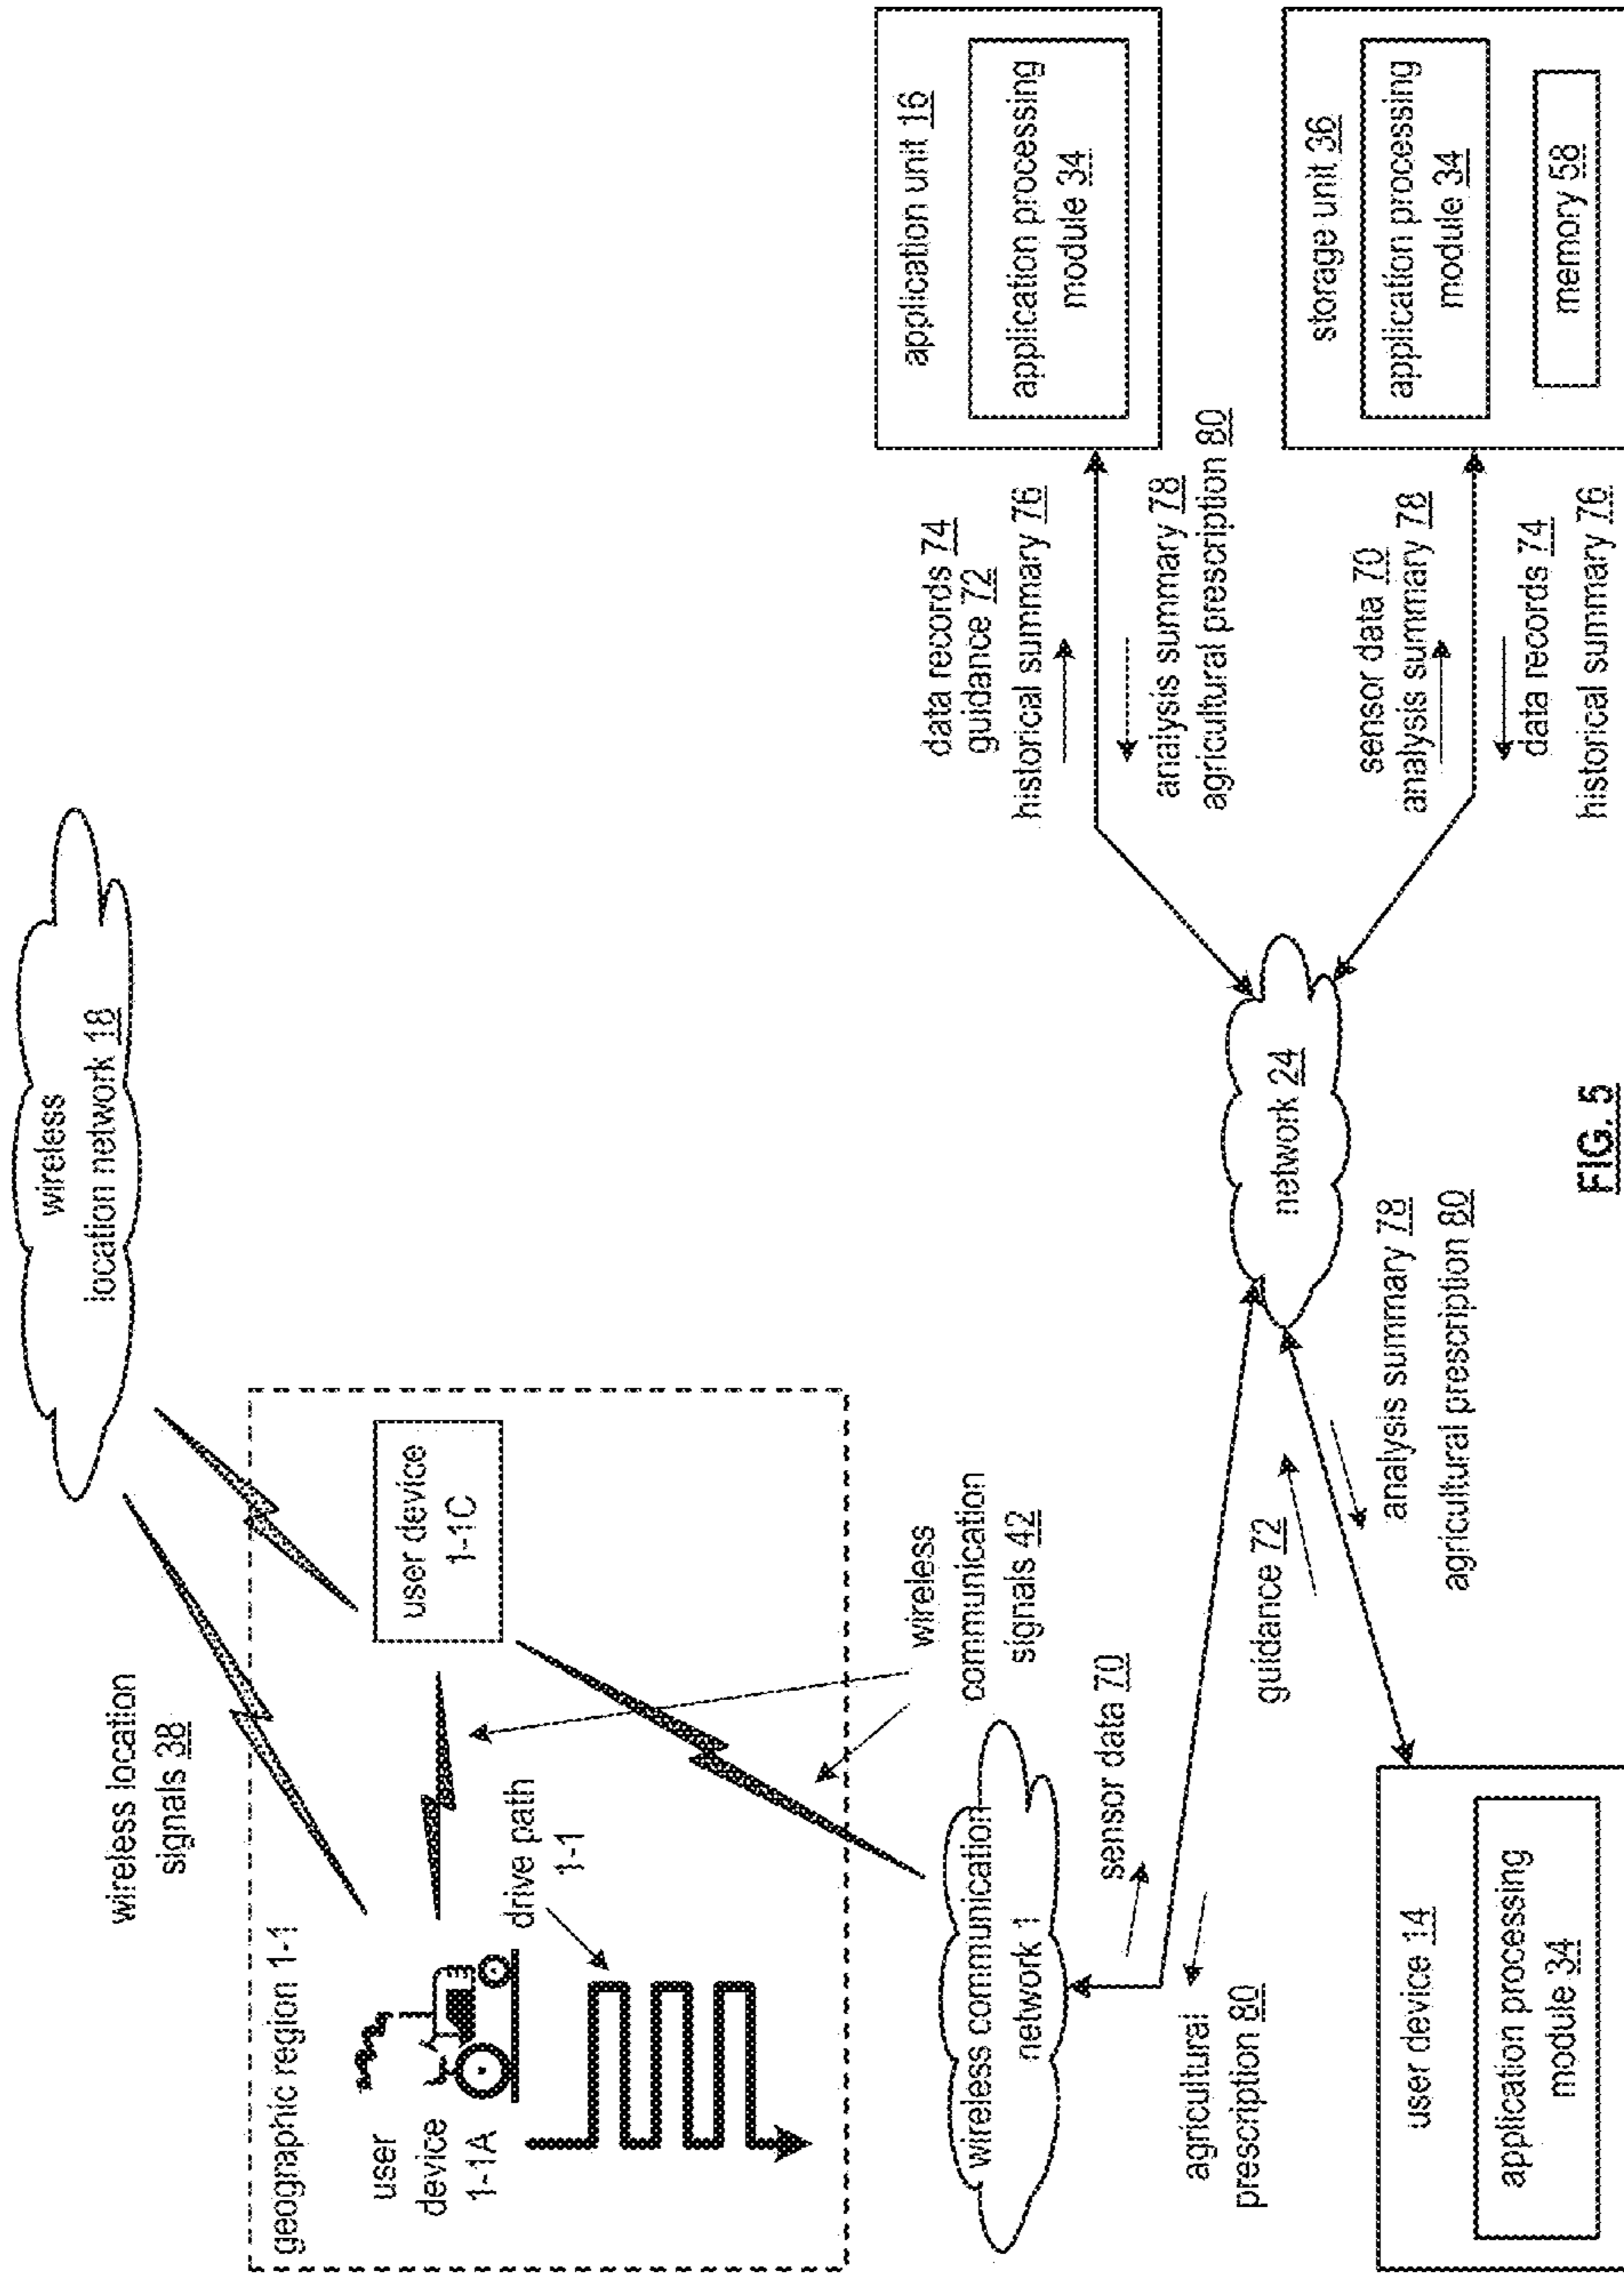 wireless
location network 18
wireless location
signals 38
geographic region 1-1
user
device
1-1A
user device
1-1C
drive path
1-1
wireless
communication
signals 42
wireless communication
network 1
sensor data 70
agricultural
prescription 80
guidance 72
analysis summary 78
agricultural prescription 80
user device 14
application processing
module 34
network 24
data records 74
guidance 72
historical summary 76
analysis summary 78
agricultural prescription 80
application unit 16
application processing
module 34
sensor data 70
analysis summary 78
data records 74
historical summary 76
storage unit 36
application processing
module 34
memory 58
FIG. 5